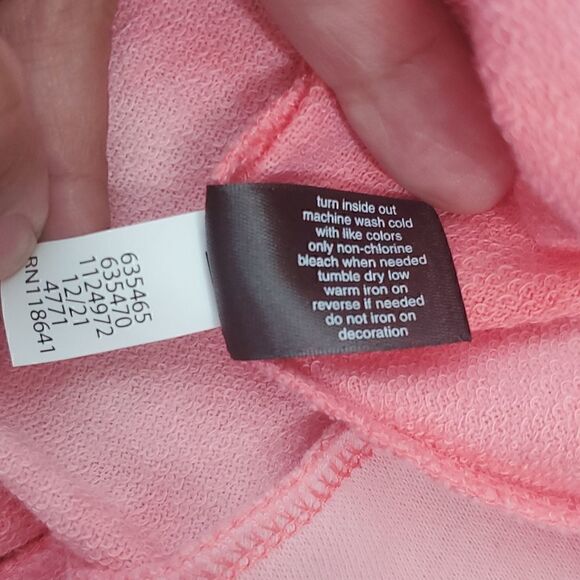 turn inside out
machine wash cold
with like colors
only non-chlorine
bleach when needed
tumble dry low
warm iron on
reverse if needed
do not iron on
decoration
635465
635470
1124972
12/21
4771
RN118641